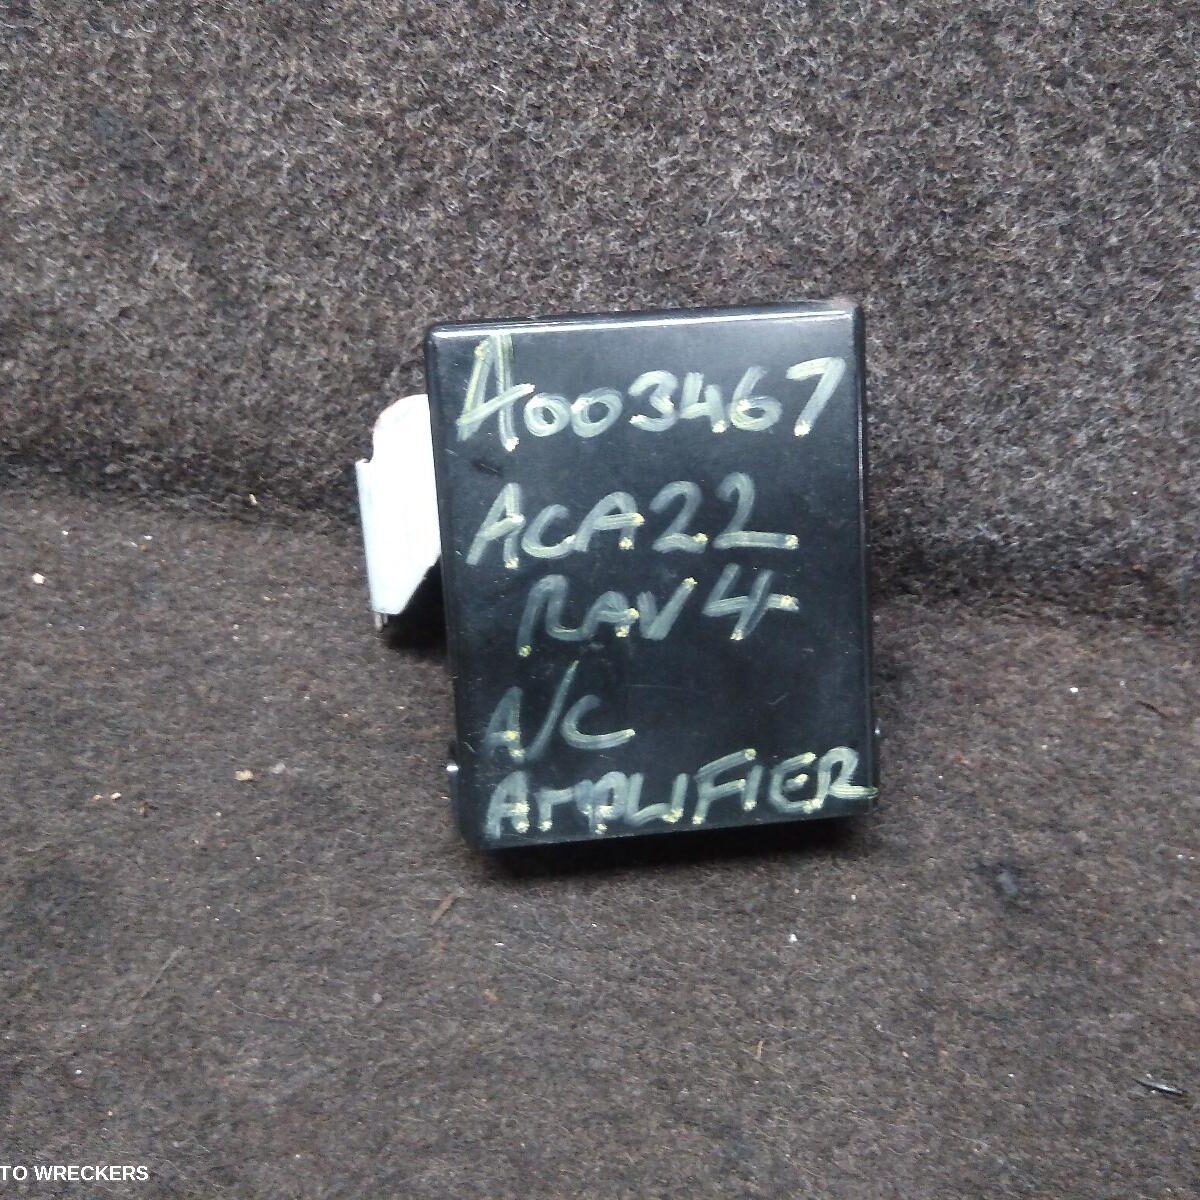 A003467
ACA22
RAV4
A/C
AMPLIFIER
TO WRECKERS